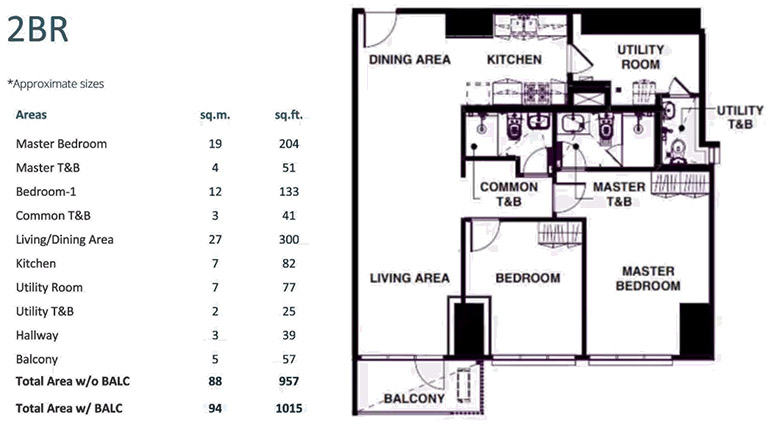 2BR
*Approximate sizes
Areas sq.m. sq.ft.
Master Bedroom 19 204
Master T&B 4 51
Bedroom-1 12 133
Common T&B 3 41
Living/Dining Area 27 300
Kitchen 7 82
Utility Room 7 77
Utility T&B 2 25
Hallway 3 39
Balcony 5 57
Total Area w/o BALC 88 957
Total Area w/ BALC 94 1015
DINING AREA
KITCHEN
UTILITY
ROOM
UTILITY
T&B
COMMON
T&B
MASTER
T&B
LIVING AREA
BEDROOM
MASTER
BEDROOM
BALCONY